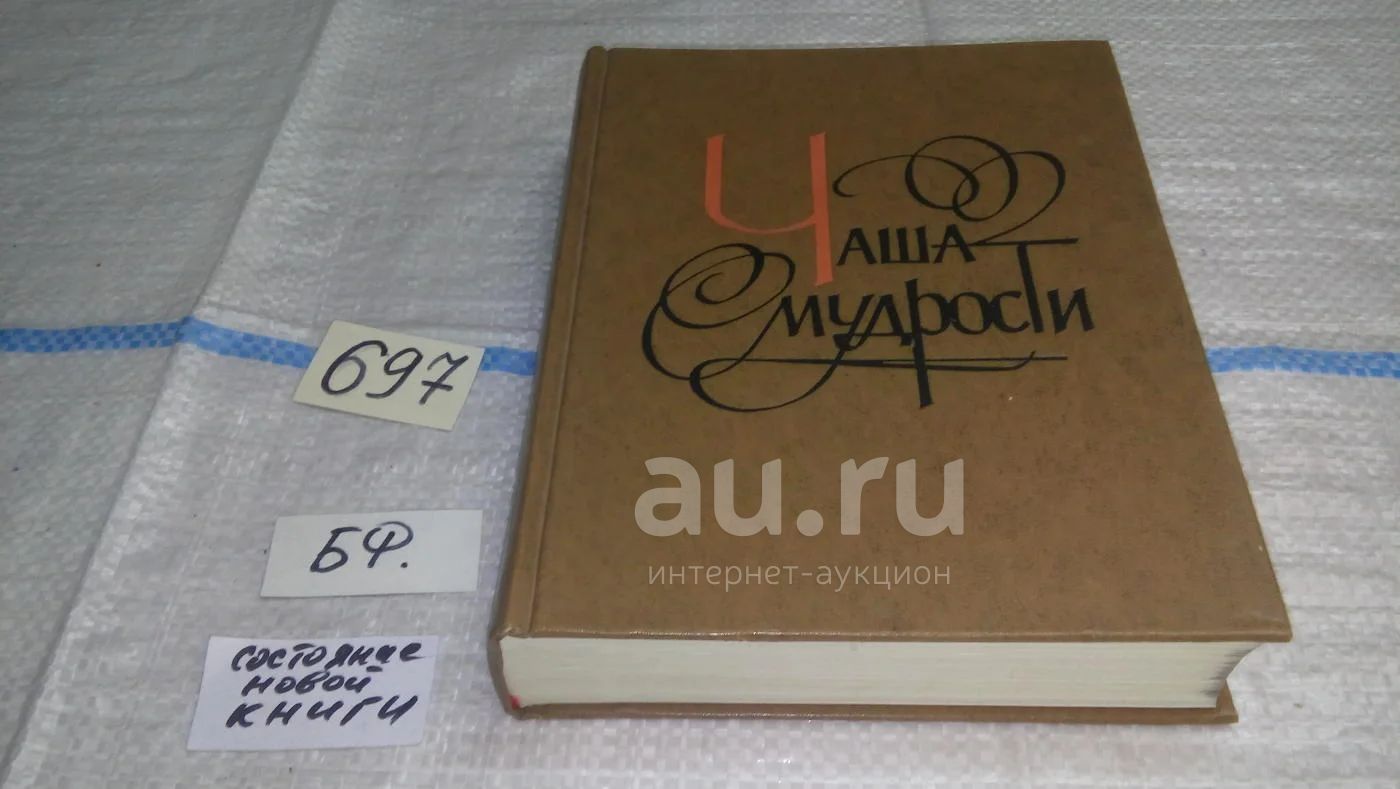 Чаша
мудрости
697
БФ.
состояние
новой
книги
au.ru
интернет-аукцион